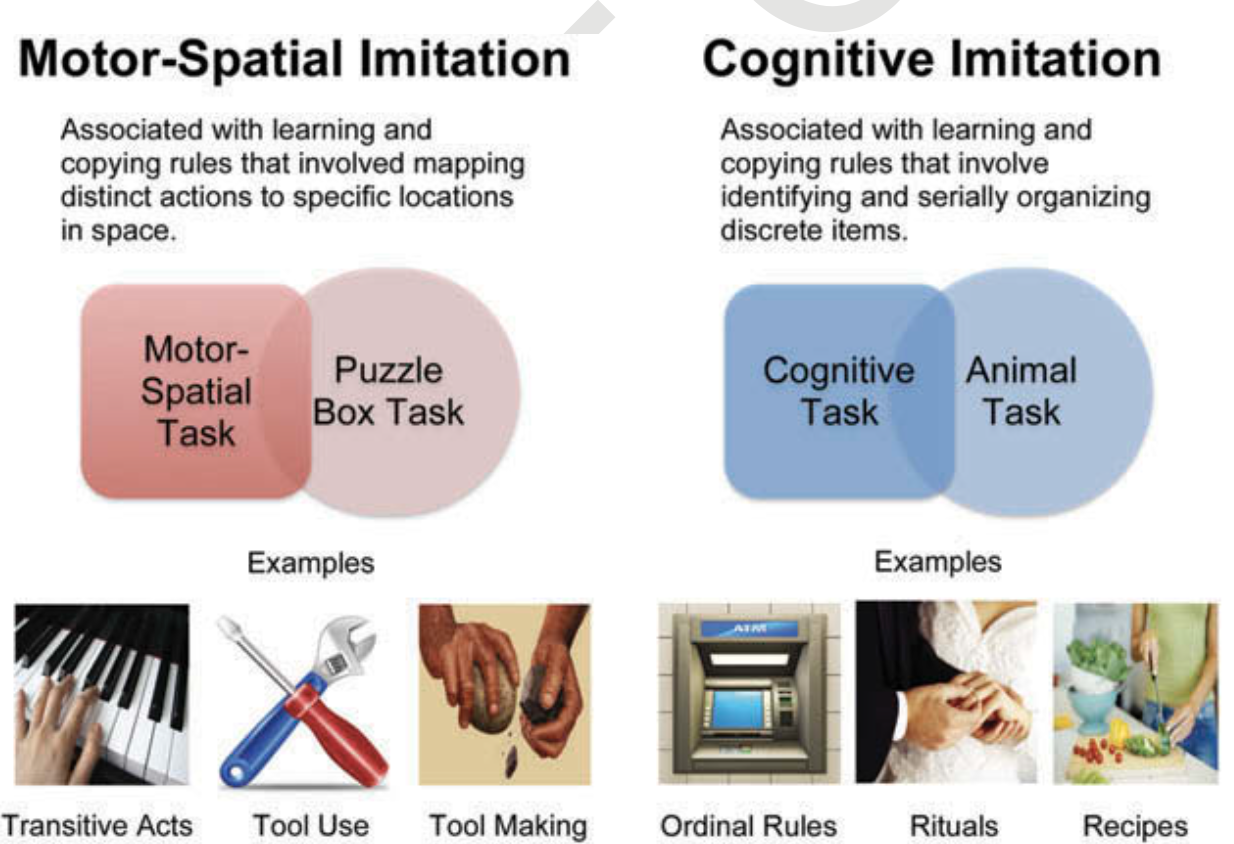 Motor-Spatial Imitation
Associated with learning and
copying rules that involved mapping
distinct actions to specific locations
in space.
Motor-
Spatial
Task
Puzzle
Box Task
Examples
Transitive Acts
Tool Use
Tool Making
Cognitive Imitation
Associated with learning and
copying rules that involve
identifying and serially organizing
discrete items.
Cognitive
Task
Animal
Task
Examples
ATM
Ordinal Rules
Rituals
Recipes